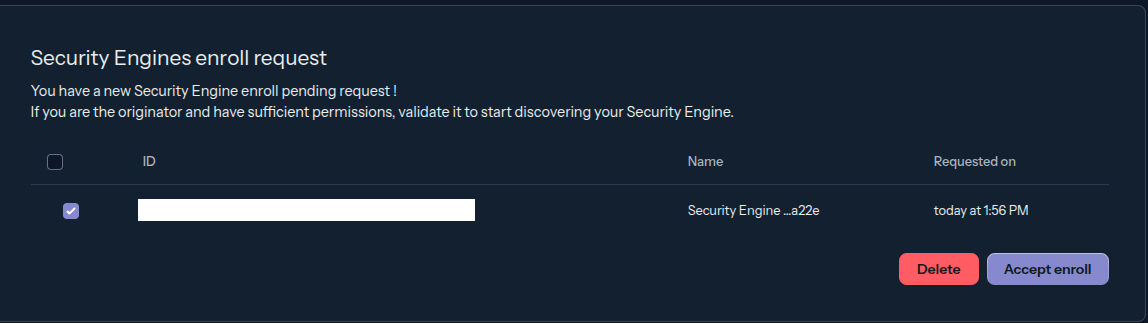 Security Engines enroll request
You have a new Security Engine enroll pending request !
If you are the originator and have sufficient permissions, validate it to start discovering your Security Engine.
ID Name Requested on
Security Engine ...a22e today at 1:56 PM
Delete Accept enroll